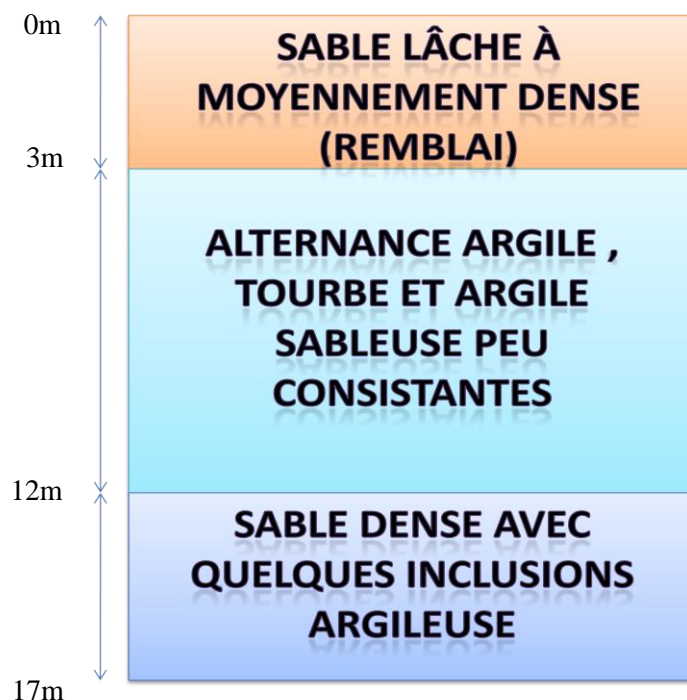 0m
SABLE LÂCHE À
MOYENNEMENT DENSE
(REMBLAI)
3m
ALTERNANCE ARGILE ,
TOURBE ET ARGILE
SABLEUSE PEU
CONSISTANTES
12m
SABLE DENSE AVEC
QUELQUES INCLUSIONS
ARGILEUSE
17m